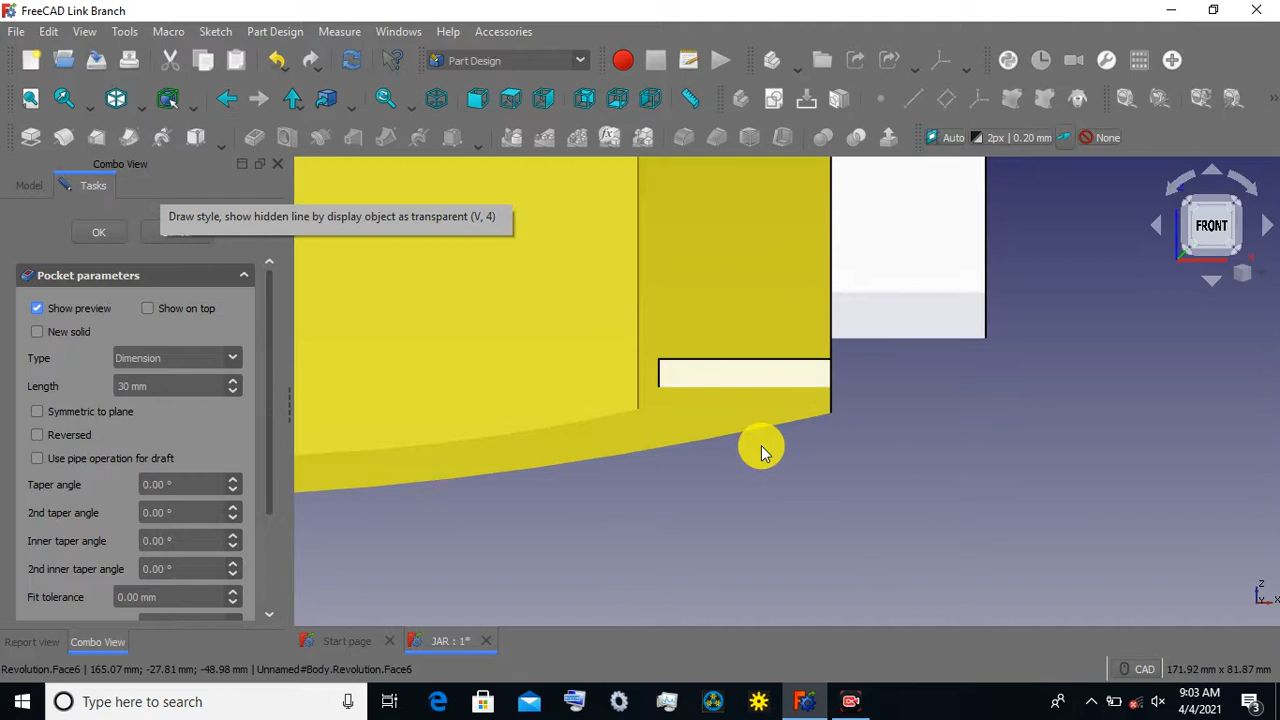 FreeCAD Link Branch
File Edit View Tools Macro Sketch Part Design Measure Windows Help Accessories
Part Design
Auto 2px | 0.20 mm None
Combo View
Model Tasks
Draw style, show hidden line by display object as transparent (V, 4)
OK
Pocket parameters
Show preview Show on top
New solid
Type Dimension
Length 30 mm
Symmetric to plane
Reversed
Use pipe operation for draft
Taper angle 0.00 °
2nd taper angle 0.00 °
Inner taper angle 0.00 °
2nd inner taper angle 0.00 °
Fit tolerance 0.00 mm
FRONT
Z
Report view Combo View Start page JAR : 1*
Revolution.Face6 | 165.07 mm, -27.81 mm, -48.98 mm | Unnamed#Body.Revolution.Face6 CAD 171.92 mm x 81.87 mm
Type here to search
9:03 AM
4/4/2021
3